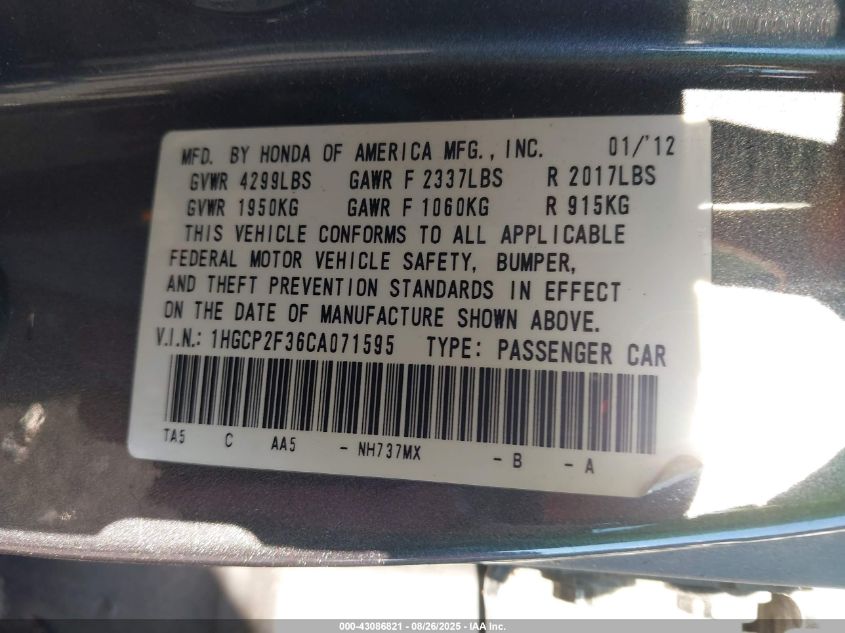 MFD. BY HONDA OF AMERICA MFG., INC. 01/'12
GVWR 4299LBS GAWR F 2337LBS R 2017LBS
GVWR 1950KG GAWR F 1060KG R 915KG
THIS VEHICLE CONFORMS TO ALL APPLICABLE
FEDERAL MOTOR VEHICLE SAFETY, BUMPER,
AND THEFT PREVENTION STANDARDS IN EFFECT
ON THE DATE OF MANUFACTURE SHOWN ABOVE.
V.I.N.: 1HGCP2F36CA071595 TYPE: PASSENGER CAR
TA5 C AA5 - NH737MX - B - A
000-43086821 - 08/26/2025 - IAA Inc.